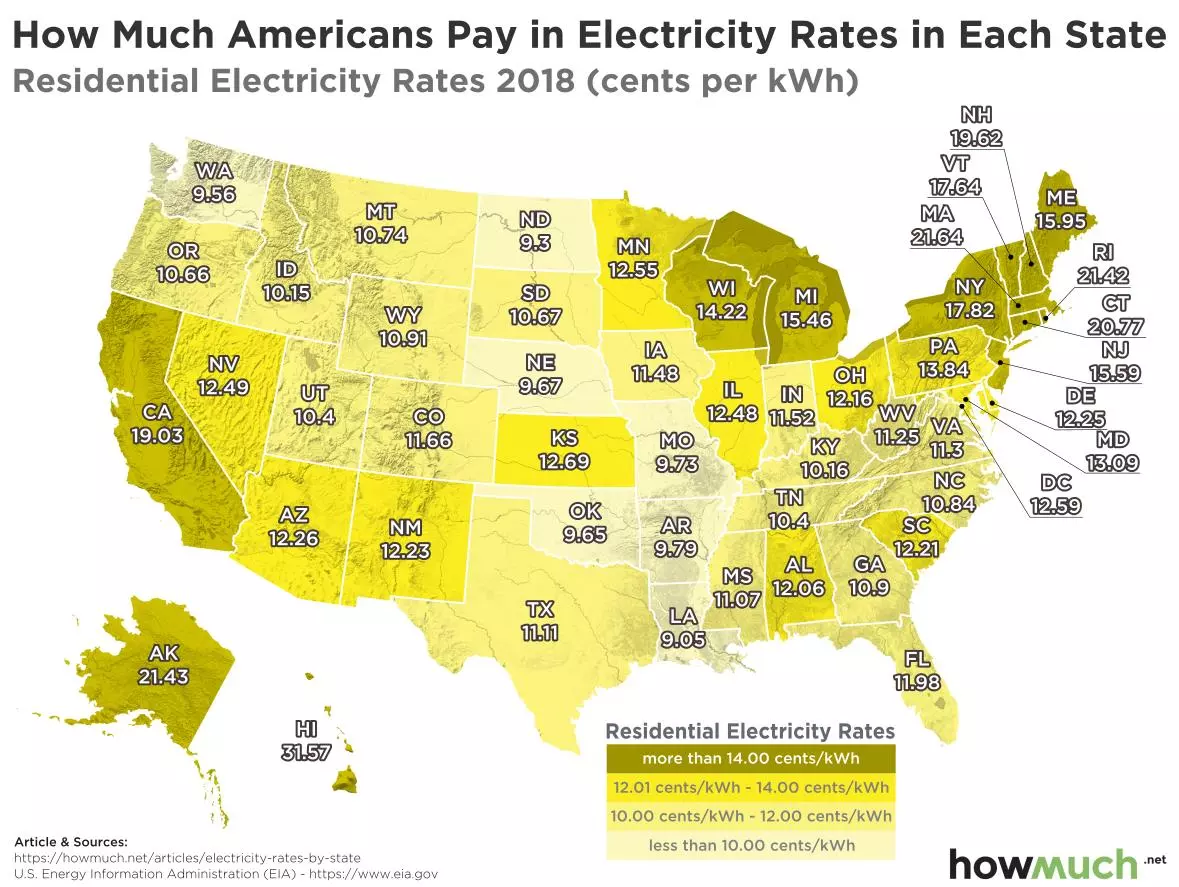 How Much Americans Pay in Electricity Rates in Each State
Residential Electricity Rates 2018 (cents per kWh)
NH
19.62
VT
17.64
MA
21.64
ME
15.95
RI
21.42
CT
20.77
NJ
15.59
DE
12.25
MD
13.09
DC
12.59
WA
9.56
MT
10.74
ND
9.3
MN
12.55
OR
10.66
ID
10.15
SD
10.67
WI
14.22
MI
15.46
NY
17.82
WY
10.91
NE
9.67
IA
11.48
PA
13.84
NV
12.49
UT
10.4
CO
11.66
KS
12.69
IL
12.48
IN
11.52
OH
12.16
WV
11.25
VA
11.3
CA
19.03
MO
9.73
KY
10.16
NC
10.84
AZ
12.26
NM
12.23
OK
9.65
AR
9.79
TN
10.4
SC
12.21
MS
11.07
AL
12.06
GA
10.9
TX
11.11
LA
9.05
FL
11.98
AK
21.43
HI
31.57
Residential Electricity Rates
more than 14.00 cents/kWh
12.01 cents/kWh - 14.00 cents/kWh
10.00 cents/kWh - 12.00 cents/kWh
less than 10.00 cents/kWh
Article & Sources:
https://howmuch.net/articles/electricity-rates-by-state
U.S. Energy Information Administration (EIA) - https://www.eia.gov
howmuch.net